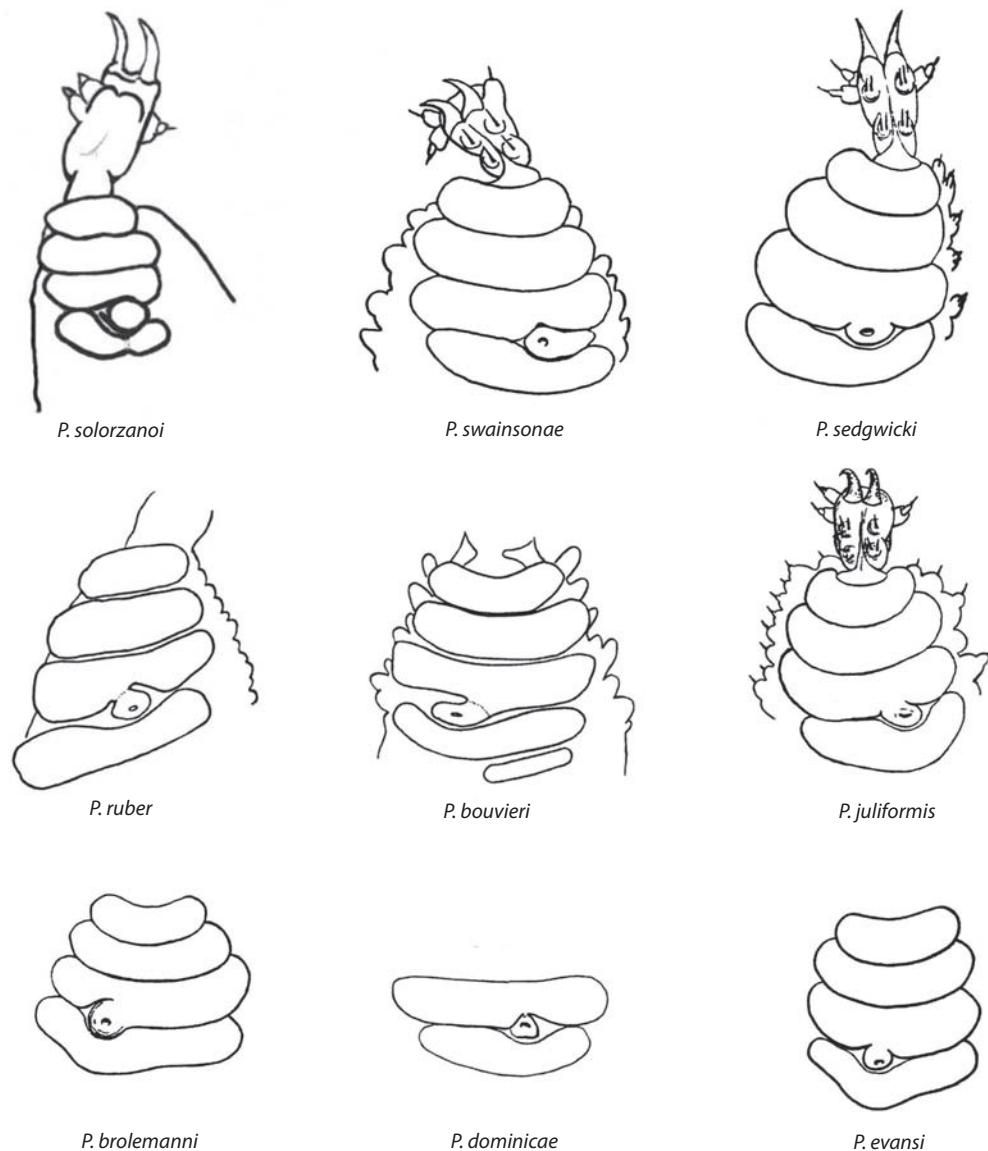 P. solorzanoi
P. swainsonae
P. sedgwicki
P. ruber
P. bouvieri
P. juliformis
P. brolemanni
P. dominicae
P. evansi